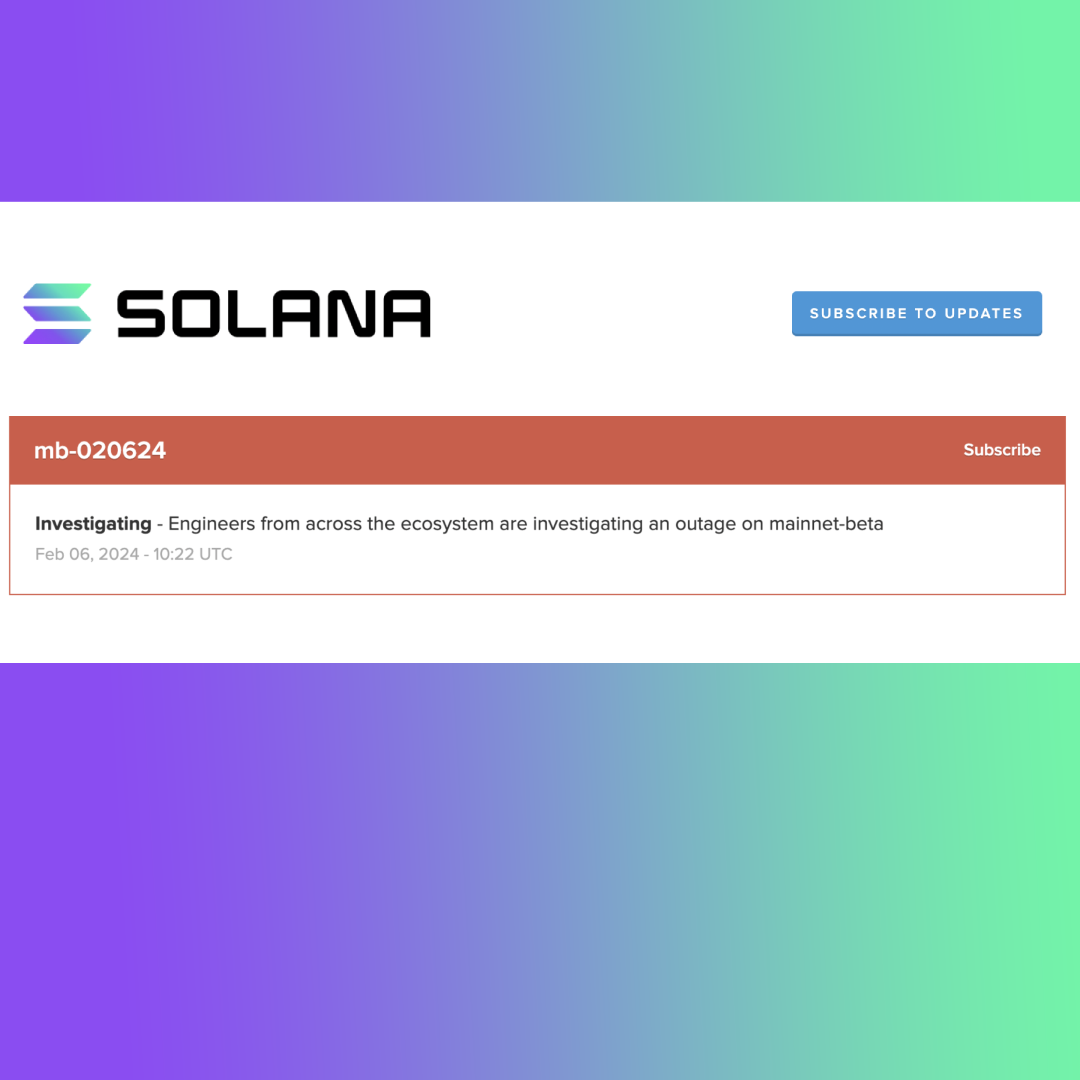 SOLANA
SUBSCRIBE TO UPDATES
mb-020624
Subscribe
Investigating - Engineers from across the ecosystem are investigating an outage on mainnet-beta
Feb 06, 2024 - 10:22 UTC